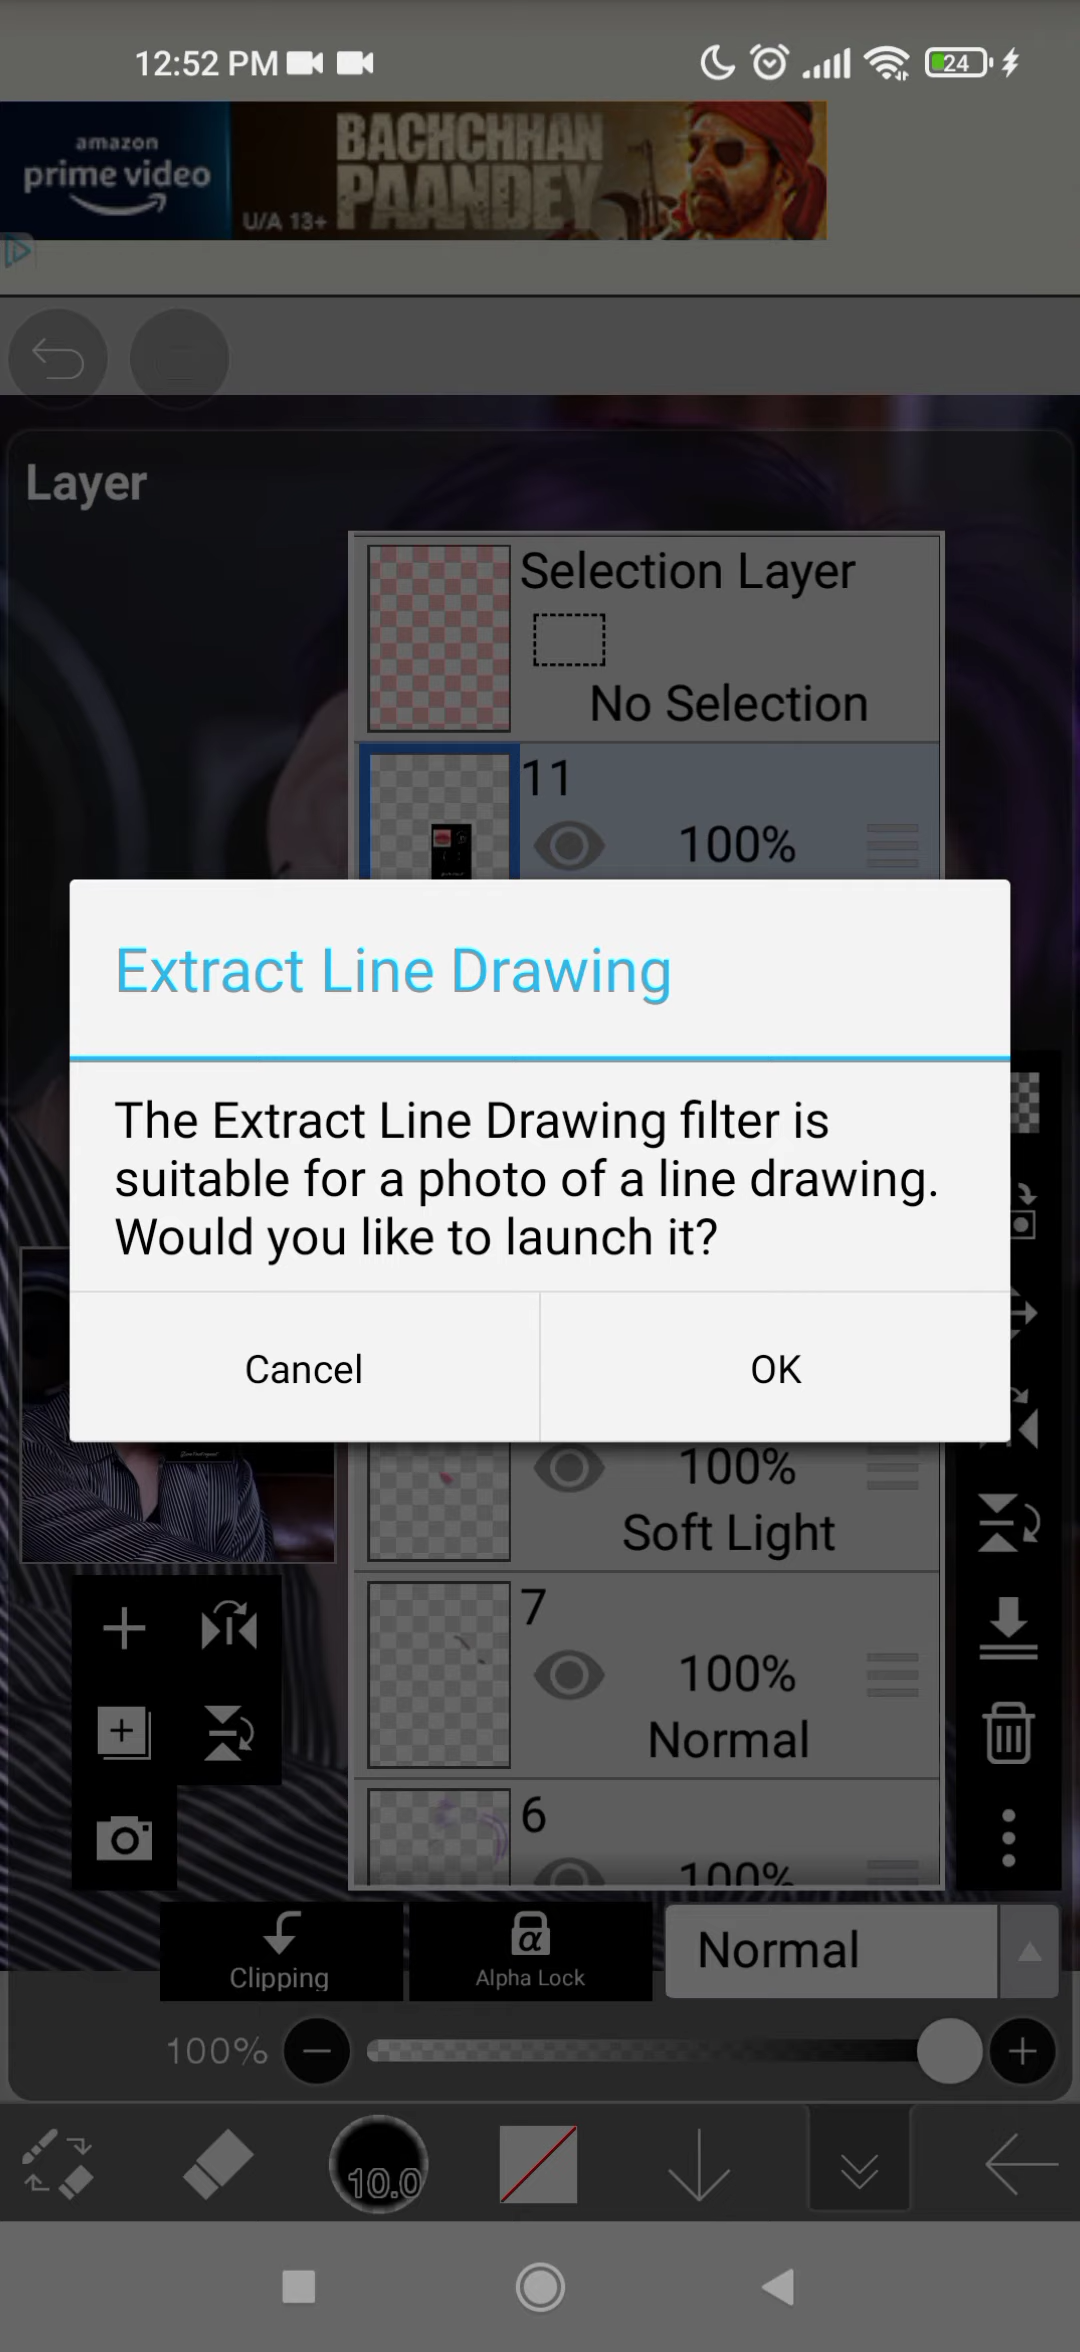 12:52 PM
24
amazon
prime video
BACHCHHAN
PAANDEY
U/A 13+
Layer
Selection Layer
No Selection
11
100%
Extract Line Drawing
The Extract Line Drawing filter is
suitable for a photo of a line drawing.
Would you like to launch it?
Cancel
OK
100%
Soft Light
7
100%
Normal
6
100%
Clipping
α
Alpha Lock
Normal
100%
10.0